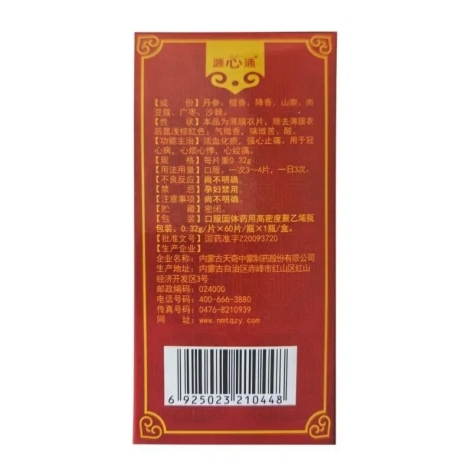 源心通
【成 份】丹参、檀香、降香、山柰、肉
豆蔻、广枣、沙棘。
【性 状】本品为薄膜衣片，除去薄膜衣
后显浅棕红色；气微香，味微苦、酸。
【功能主治】活血化瘀，强心止痛。用于冠
心病，心烦心悸，心绞痛。
【规 格】每片重0.32g
【用法用量】口服。一次3~4片，一日3次。
【不良反应】尚不明确。
【禁 忌】孕妇禁用。
【注意事项】尚不明确。
【贮 藏】密闭。
【包 装】口服固体药用高密度聚乙烯瓶
包装。0.32g/片×60片/瓶×1瓶/盒。
【批准文号】国药准字Z20093720
【生产企业】
企业名称：内蒙古天奇中蒙制药股份有限公司
生产地址：内蒙古自治区赤峰市红山区红山
经济开发区3号
邮政编码：024000
电话号码：400-666-3880
传真号码：0476-8210939
网 址：www.nmtqzy.com
6 925023 210448